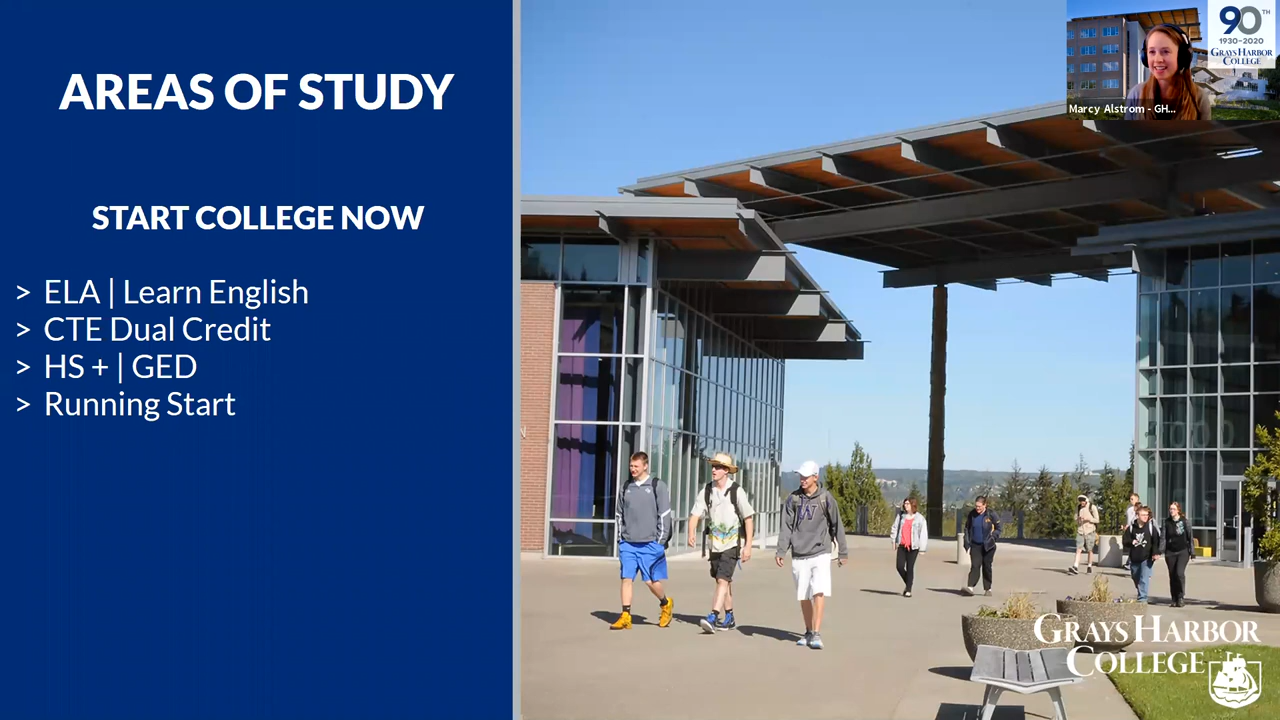 AREAS OF STUDY
START COLLEGE NOW
> ELA | Learn English
> CTE Dual Credit
> HS + | GED
> Running Start
90TH
1930-2020
GRAYS HARBOR
COLLEGE
Marcy Alstrom - GH...
W
GRAYS HARBOR
COLLEGE